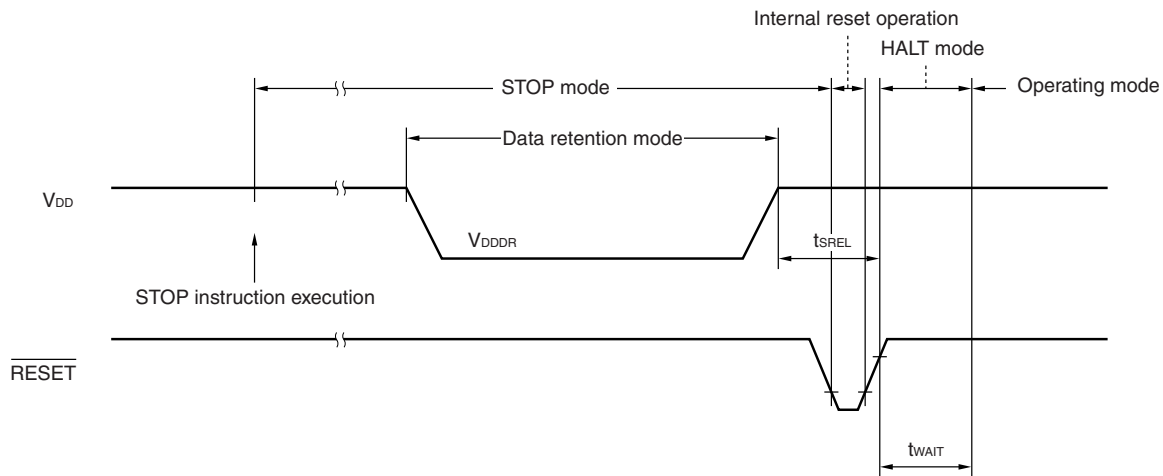 Internal reset operation
HALT mode
STOP mode
Operating mode
Data retention mode
VDD
VDDDR
tSREL
STOP instruction execution
RESET
tWAIT